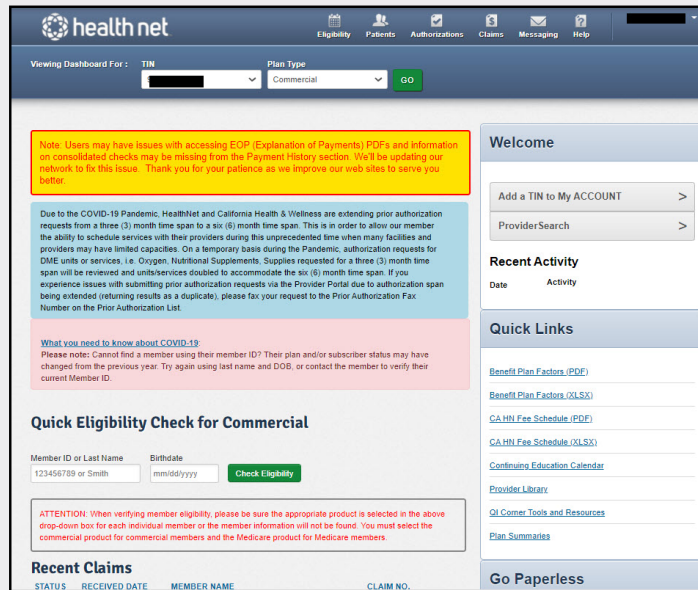 health net
Eligibility Patients Authorizations Claims Messaging Help
Viewing Dashboard For : TIN Plan Type
Commercial GO
Note: Users may have issues with accessing EOP (Explanation of Payments) PDFs and information
on consolidated checks may be missing from the Payment History section. We'll be updating our
network to fix this issue. Thank you for your patience as we improve our web sites to serve you
better.
Due to the COVID-19 Pandemic, HealthNet and California Health & Wellness are extending prior authorization
requests from a three (3) month time span to a six (6) month time span. This is in order to allow our member
the ability to schedule services with their providers during this unprecedented time when many facilities and
providers may have limited capacities. On a temporary basis during the Pandemic, authorization requests for
DME units or services, i.e. Oxygen, Nutritional Supplements, Supplies requested for a three (3) month time
span will be reviewed and units/services doubled to accommodate the six (6) month time span. If you
experience issues with submitting prior authorization requests via the Provider Portal due to authorization span
being extended (returning results as a duplicate), please fax your request to the Prior Authorization Fax
Number on the Prior Authorization List.
What you need to know about COVID-19:
Please note: Cannot find a member using their member ID? Their plan and/or subscriber status may have
changed from the previous year. Try again using last name and DOB, or contact the member to verify their
current Member ID.
Quick Eligibility Check for Commercial
Member ID or Last Name Birthdate
123456789 or Smith mm/dd/yyyy Check Eligibility
ATTENTION: When verifying member eligibility, please be sure the appropriate product is selected in the above
drop-down box for each individual member or the member information will not be found. You must select the
commercial product for commercial members and the Medicare product for Medicare members.
Recent Claims
STATUS RECEIVED DATE MEMBER NAME CLAIM NO.
Welcome
Add a TIN to My ACCOUNT >
ProviderSearch >
Recent Activity
Date Activity
Quick Links
Benefit Plan Factors (PDF)
Benefit Plan Factors (XLSX)
CA HN Fee Schedule (PDF)
CA HN Fee Schedule (XLSX)
Continuing Education Calendar
Provider Library
QI Corner Tools and Resources
Plan Summaries
Go Paperless